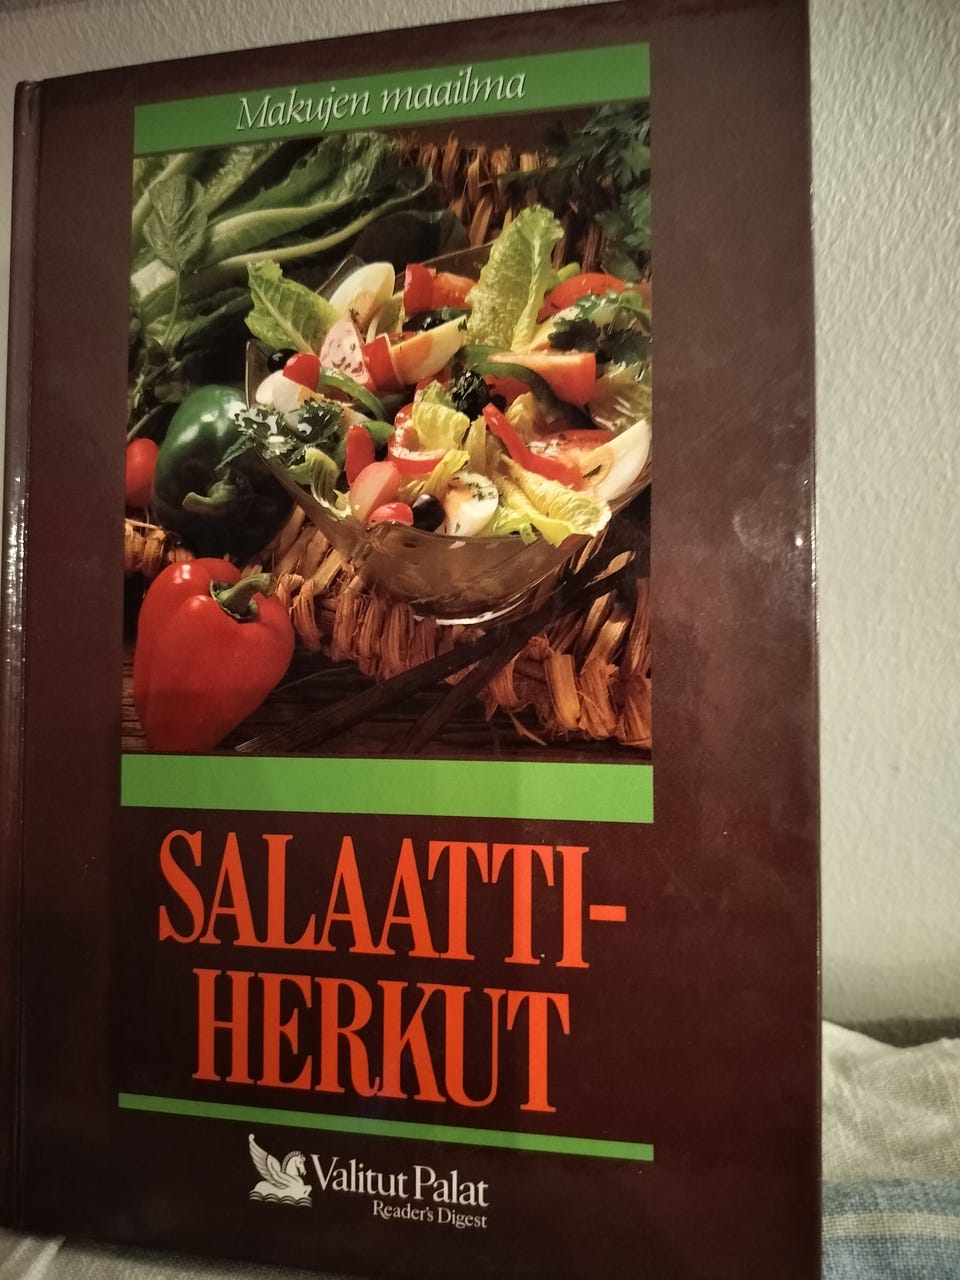 Makujen maailma
SALAATTI-
HERKUT
Valitut Palat
Reader's Digest